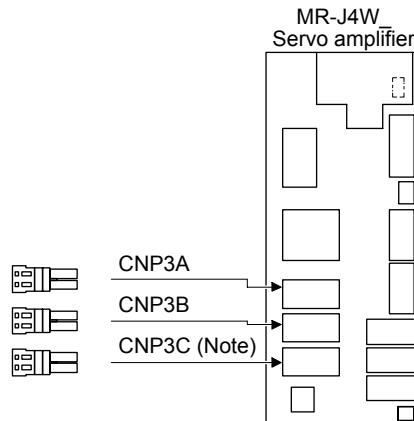 MR-J4W_
Servo amplifier
CNP3A
CNP3B
CNP3C (Note)